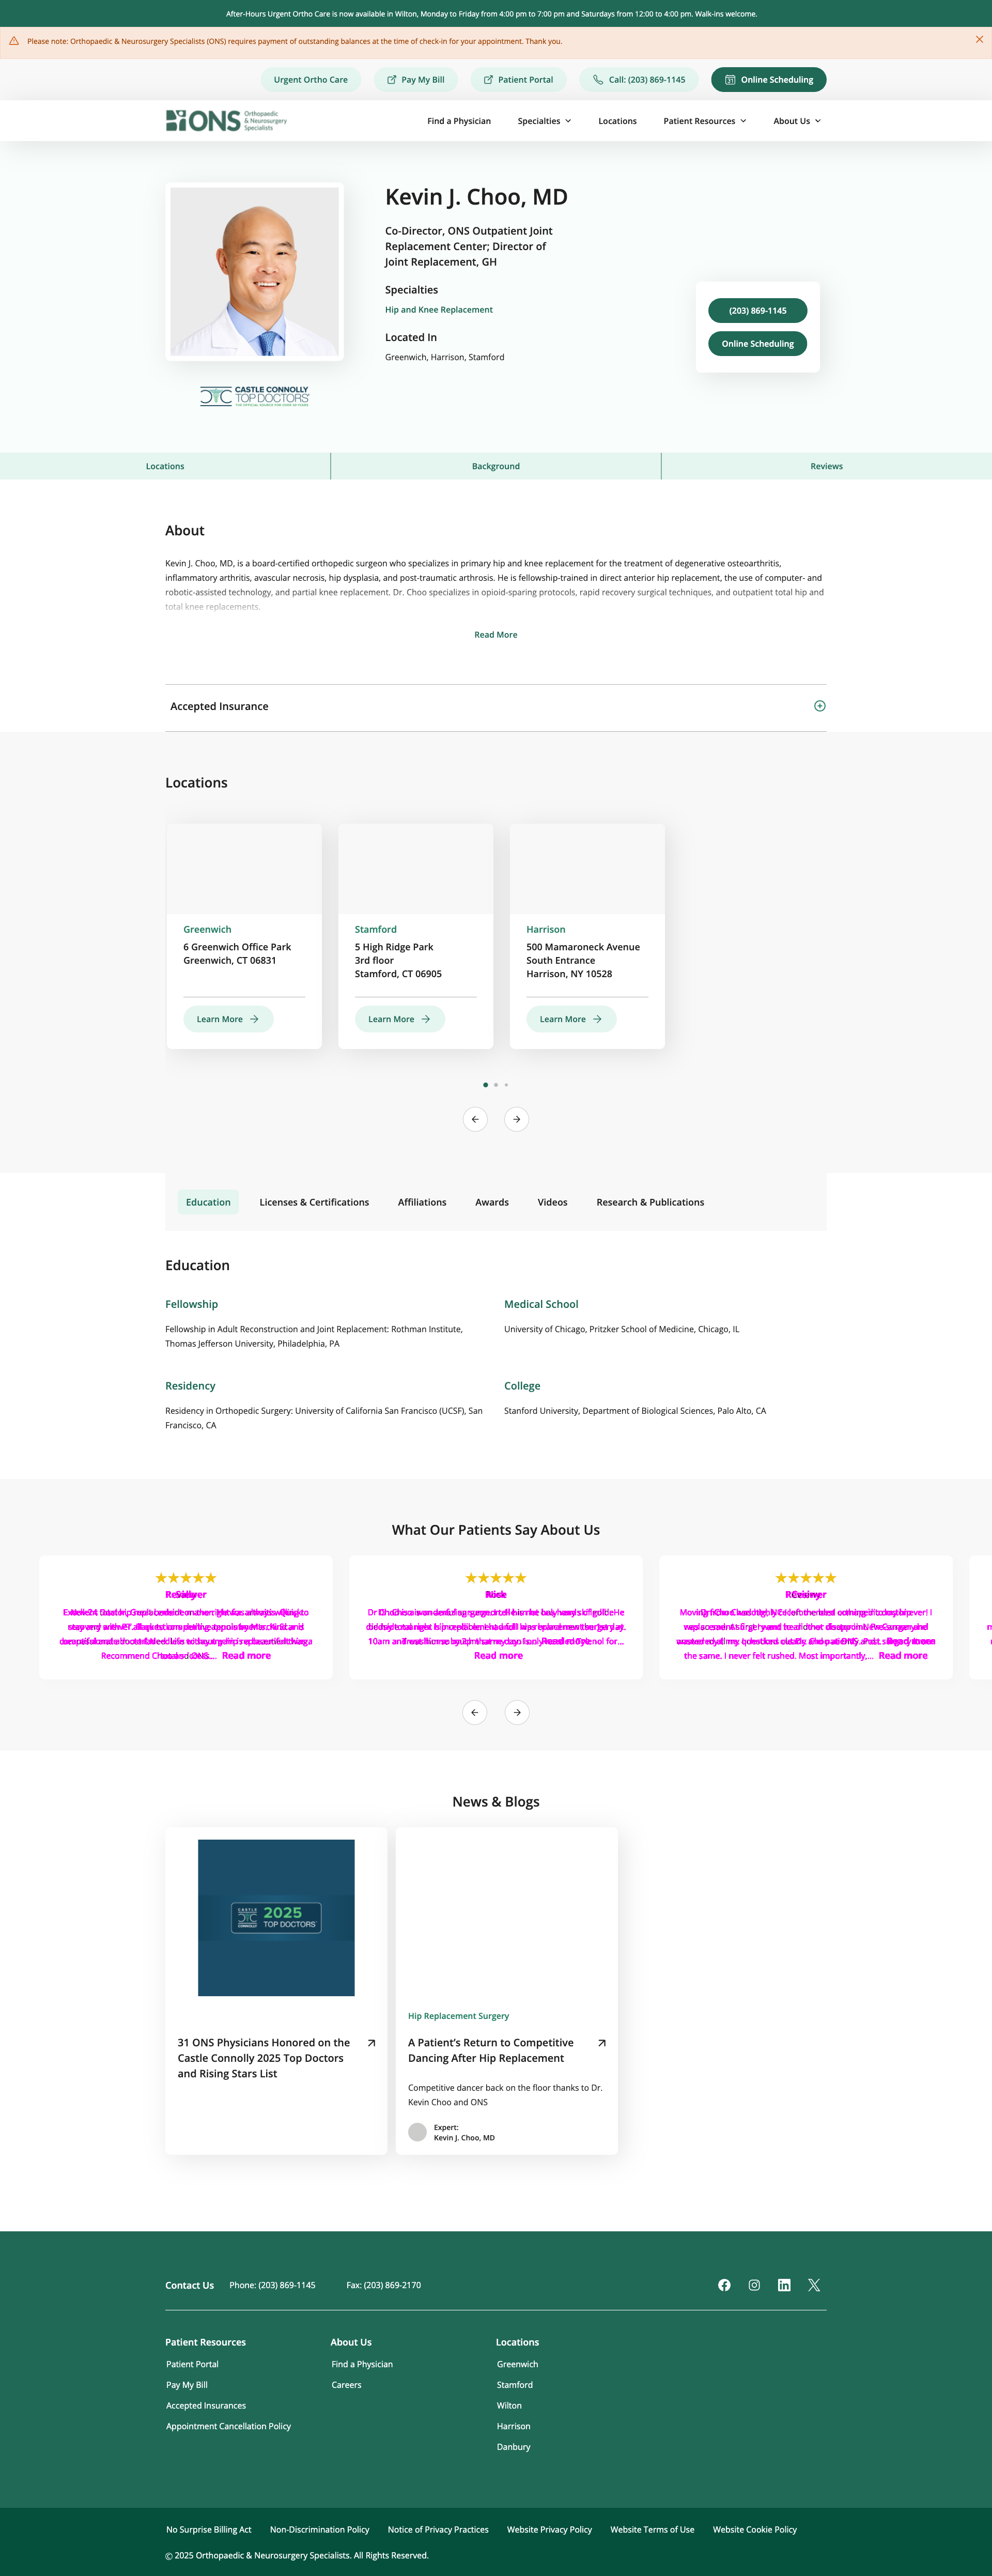 After-Hours Urgent Ortho Care is now available in Wilton, Monday to Friday from 4:00 pm to 7:00 pm and Saturdays from 12:00 to 4:00 pm. Walk-ins welcome.
Please note: Orthopaedic & Neurosurgery Specialists (ONS) requires payment of outstanding balances at the time of check-in for your appointment. Thank you.
Urgent Ortho Care
Pay My Bill
Patient Portal
Call: (203) 869-1145
Online Scheduling
ONS
Orthopaedic
& Neurosurgery
Specialists
Find a Physician
Specialties
Locations
Patient Resources
About Us
Kevin J. Choo, MD
Co-Director, ONS Outpatient Joint
Replacement Center; Director of
Joint Replacement, GH
Specialties
Hip and Knee Replacement
Located In
Greenwich, Harrison, Stamford
(203) 869-1145
Online Scheduling
CASTLE CONNOLLY
TOP DOCTORS
Locations
Background
Reviews
About
Kevin J. Choo, MD, is a board-certified orthopedic surgeon who specializes in primary hip and knee replacement for the treatment of degenerative osteoarthritis,
inflammatory arthritis, avascular necrosis, hip dysplasia, and post-traumatic arthrosis. He is fellowship-trained in direct anterior hip replacement, the use of computer- and
robotic-assisted technology, and partial knee replacement. Dr. Choo specializes in opioid-sparing protocols, rapid recovery surgical techniques, and outpatient total hip and
total knee replacements.
Read More
Accepted Insurance
Locations
Greenwich
6 Greenwich Office Park
Greenwich, CT 06831
Learn More
Stamford
5 High Ridge Park
3rd floor
Stamford, CT 06905
Learn More
Harrison
500 Mamaroneck Avenue
South Entrance
Harrison, NY 10528
Learn More
Education
Licenses & Certifications
Affiliations
Awards
Videos
Research & Publications
Education
Fellowship
Fellowship in Adult Reconstruction and Joint Replacement: Rothman Institute,
Thomas Jefferson University, Philadelphia, PA
Medical School
University of Chicago, Pritzker School of Medicine, Chicago, IL
Residency
Residency in Orthopedic Surgery: University of California San Francisco (UCSF), San
Francisco, CA
College
Stanford University, Department of Biological Sciences, Palo Alto, CA
What Our Patients Say About Us
Read more
Read more
the same. I never felt rushed. Most importantly,... Read more
News & Blogs
CASTLE CONNOLLY
2025
TOP DOCTORS
31 ONS Physicians Honored on the
Castle Connolly 2025 Top Doctors
and Rising Stars List
Hip Replacement Surgery
A Patient’s Return to Competitive
Dancing After Hip Replacement
Competitive dancer back on the floor thanks to Dr.
Kevin Choo and ONS
Expert:
Kevin J. Choo, MD
Contact Us
Phone: (203) 869-1145
Fax: (203) 869-2170
Patient Resources
Patient Portal
Pay My Bill
Accepted Insurances
Appointment Cancellation Policy
About Us
Find a Physician
Careers
Locations
Greenwich
Stamford
Wilton
Harrison
Danbury
No Surprise Billing Act
Non-Discrimination Policy
Notice of Privacy Practices
Website Privacy Policy
Website Terms of Use
Website Cookie Policy
© 2025 Orthopaedic & Neurosurgery Specialists. All Rights Reserved.